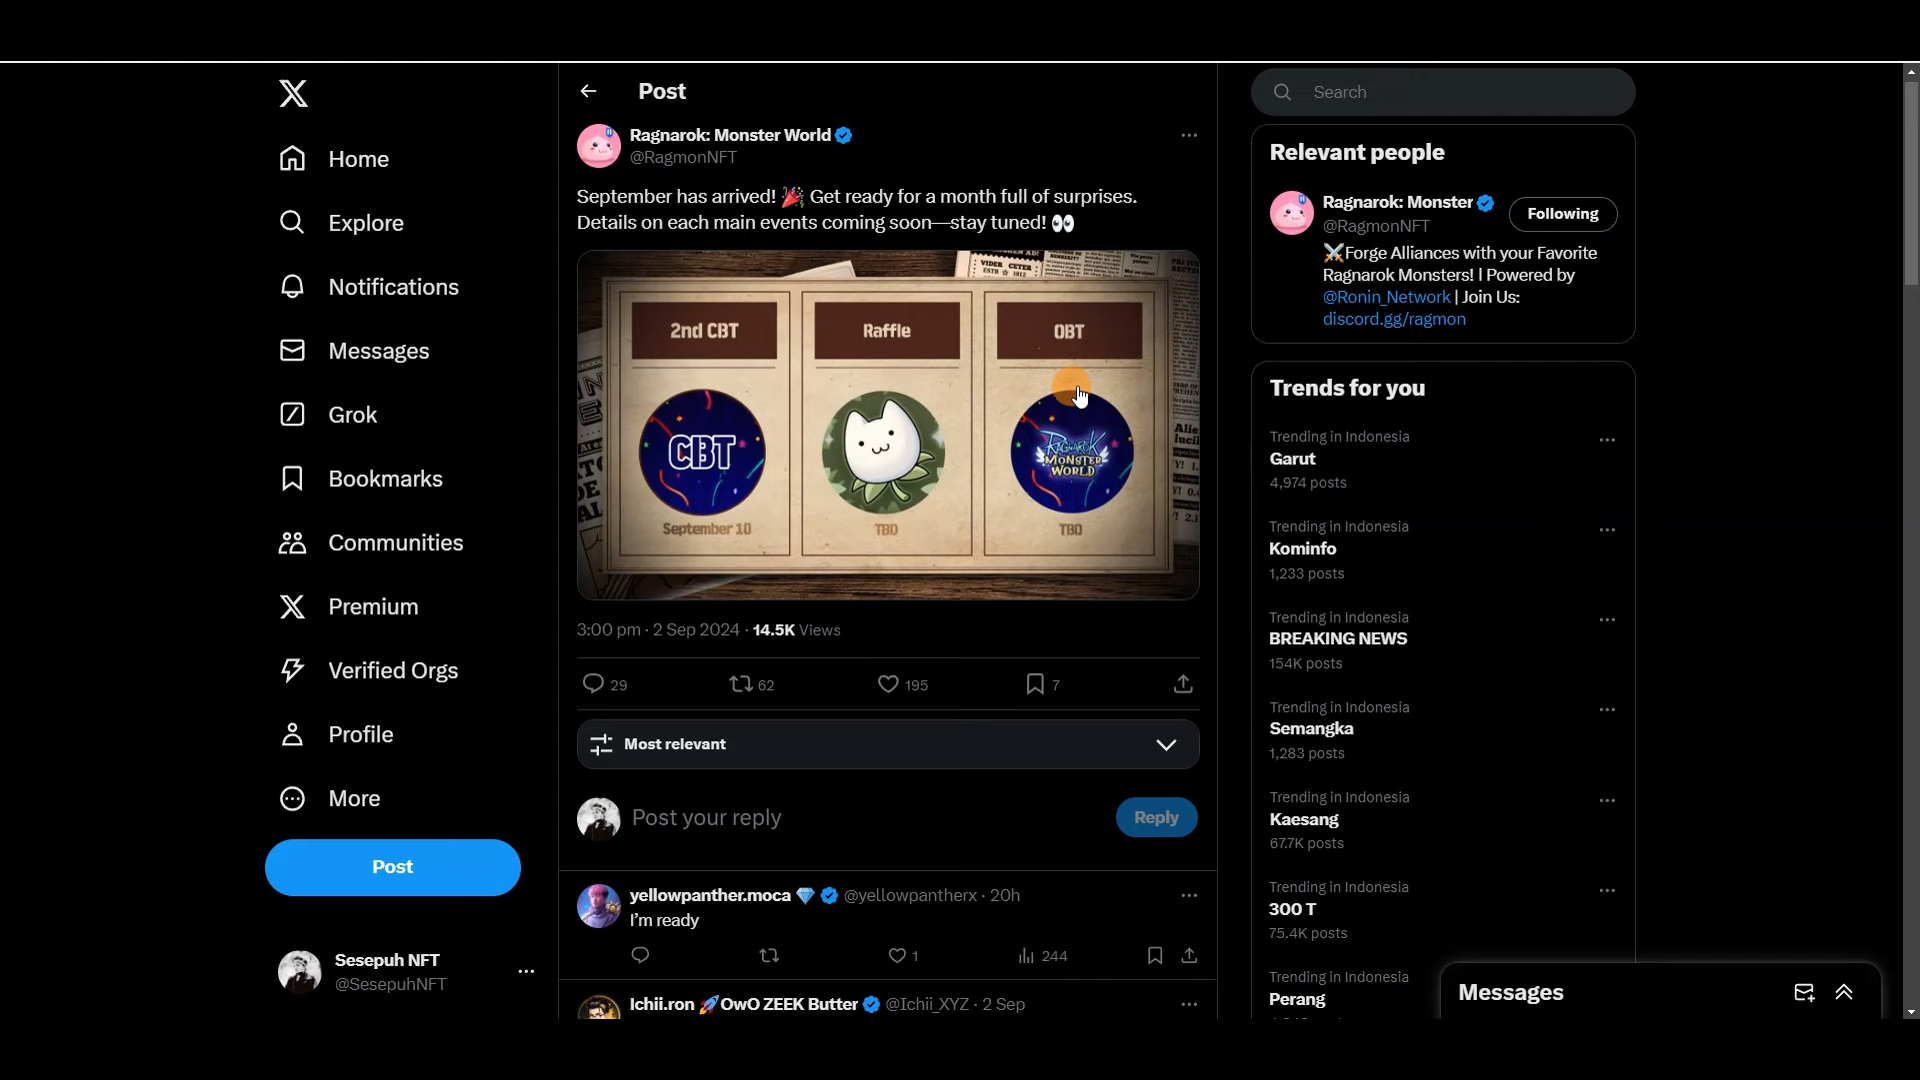 Home
Explore
Notifications
Messages
Grok
Bookmarks
Communities
Premium
Verified Orgs
Profile
More
Post
Sesepuh NFT
@SesepuhNFT
Post
Ragnarok: Monster World
@RagmonNFT
September has arrived! 🎉 Get ready for a month full of surprises.
Details on each main events coming soon—stay tuned! 👀
VIDER CETER
ESTD ☆ 1812
2nd CBT
Raffle
OBT
CBT
RAGNAROK
MONSTER
WORLD
September 10
TBD
TBD
3:00 pm · 2 Sep 2024 · 14.5K Views
29
62
195
7
Most relevant
Post your reply
Reply
yellowpanther.moca 💎 @yellowpantherx · 20h
I'm ready
1
244
Ichii.ron 🚀OwO ZEEK Butter @Ichii_XYZ · 2 Sep
Search
Relevant people
Ragnarok: Monster
@RagmonNFT
Following
⚔️Forge Alliances with your Favorite
Ragnarok Monsters! | Powered by
@Ronin_Network | Join Us:
discord.gg/ragmon
Trends for you
Trending in Indonesia
Garut
4,974 posts
Trending in Indonesia
Kominfo
1,233 posts
Trending in Indonesia
BREAKING NEWS
154K posts
Trending in Indonesia
Semangka
1,283 posts
Trending in Indonesia
Kaesang
67.7K posts
Trending in Indonesia
300 T
75.4K posts
Trending in Indonesia
Perang
Messages